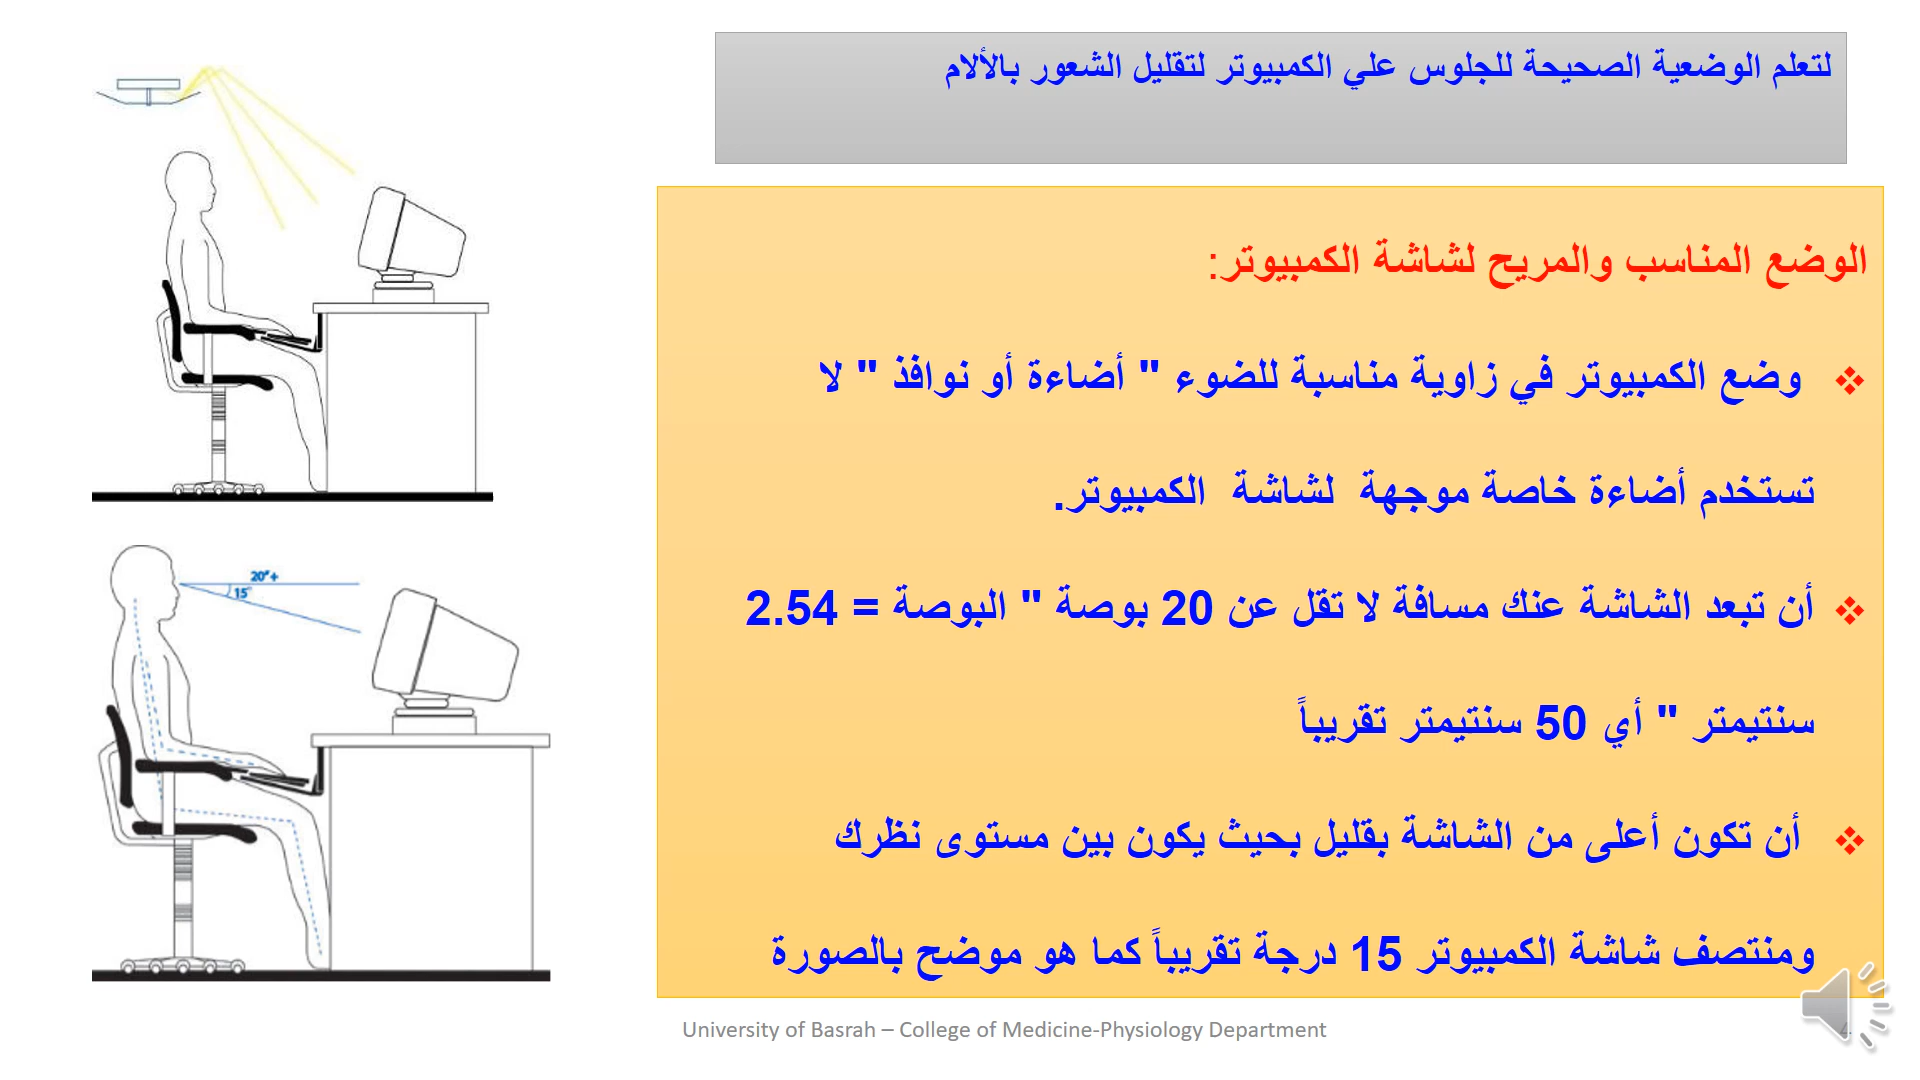 لتعلم الوضعية الصحيحة للجلوس علي الكمبيوتر لتقليل الشعور بالألام
الوضع المناسب والمريح لشاشة الكمبيوتر:
❖ وضع الكمبيوتر في زاوية مناسبة للضوء " أضاءة أو نوافذ " لا
تستخدم أضاءة خاصة موجهة لشاشة الكمبيوتر.
❖ أن تبعد الشاشة عنك مسافة لا تقل عن 20 بوصة " البوصة = 2.54
سنتيمتر " أي 50 سنتيمتر تقريباً
❖ أن تكون أعلى من الشاشة بقليل بحيث يكون بين مستوى نظرك
ومنتصف شاشة الكمبيوتر 15 درجة تقريباً كما هو موضح بالصورة
20"+
15°
University of Basrah – College of Medicine-Physiology Department